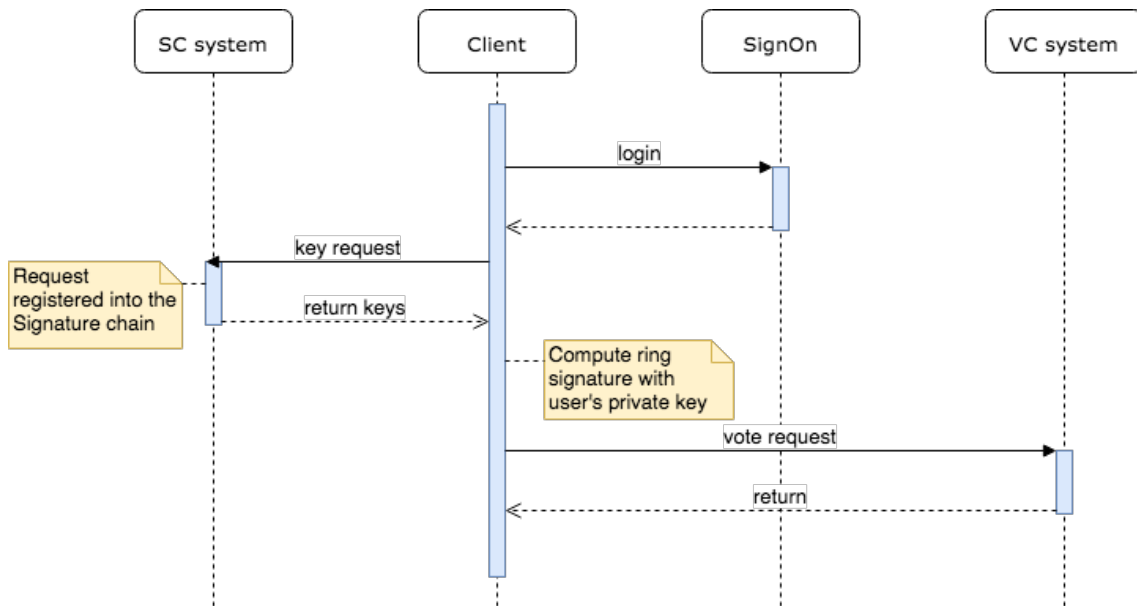 SC system
Client
SignOn
VC system
login
key request
Request
registered into the
Signature chain
return keys
Compute ring
signature with
user's private key
vote request
return